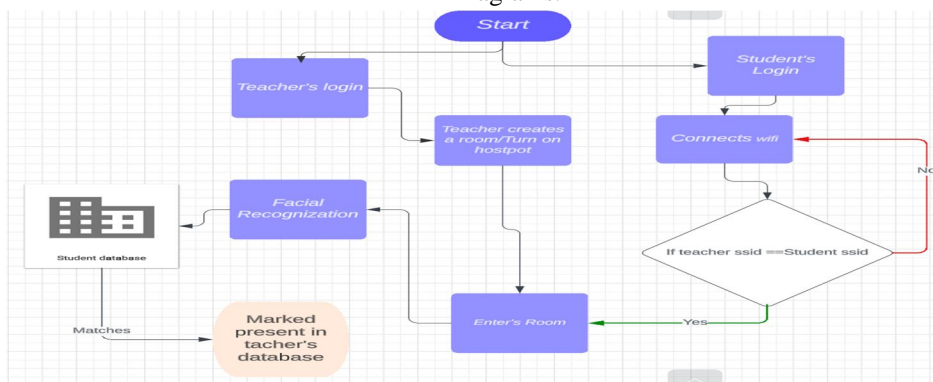 Start
Student's
Login
Teacher's login
Teacher creates
a room/Turn on
hostpot
Connects wifi
Facial
Recognization
Student database
If teacher ssid ==Student ssid
Enter's Room
Yes
Marked
present in
tacher's
database
Matches